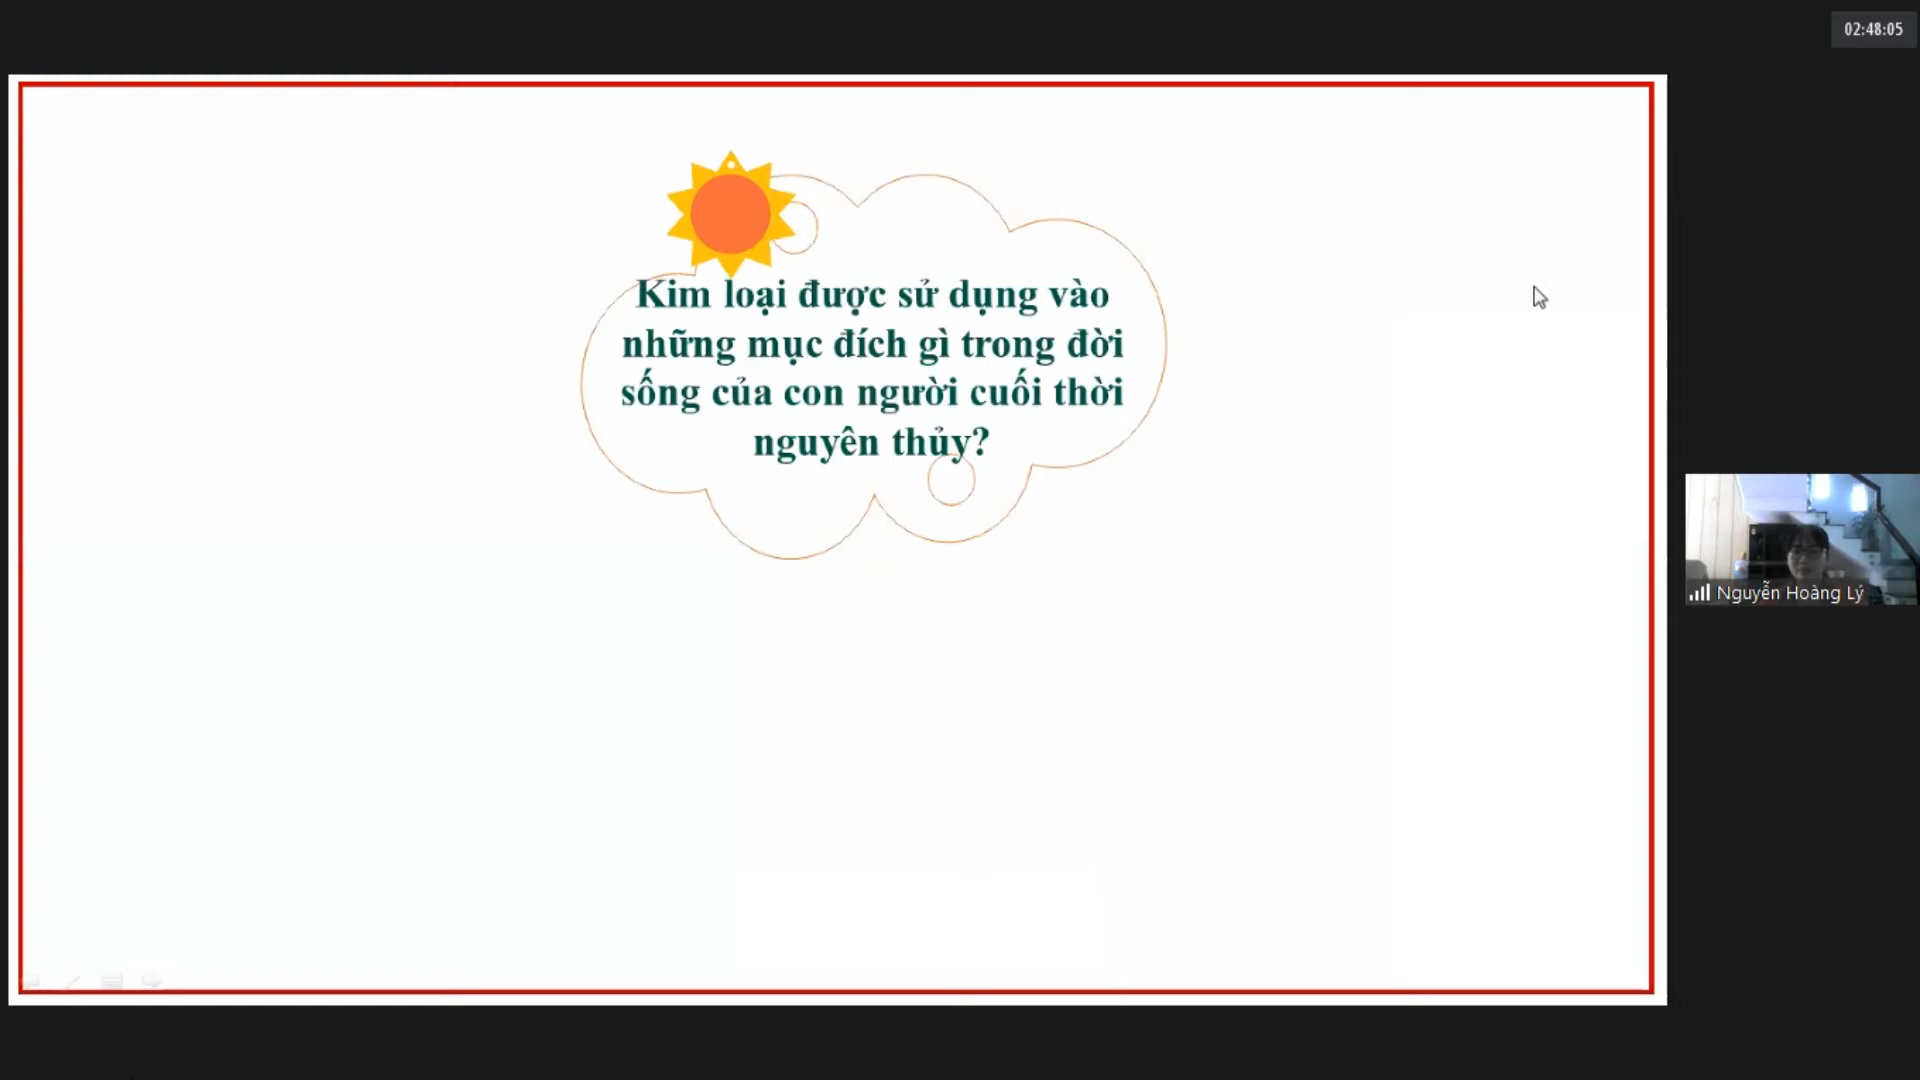 02:48:05
Kim loại được sử dụng vào
những mục đích gì trong đời
sống của con người cuối thời
nguyên thủy?
Nguyễn Hoàng Lý